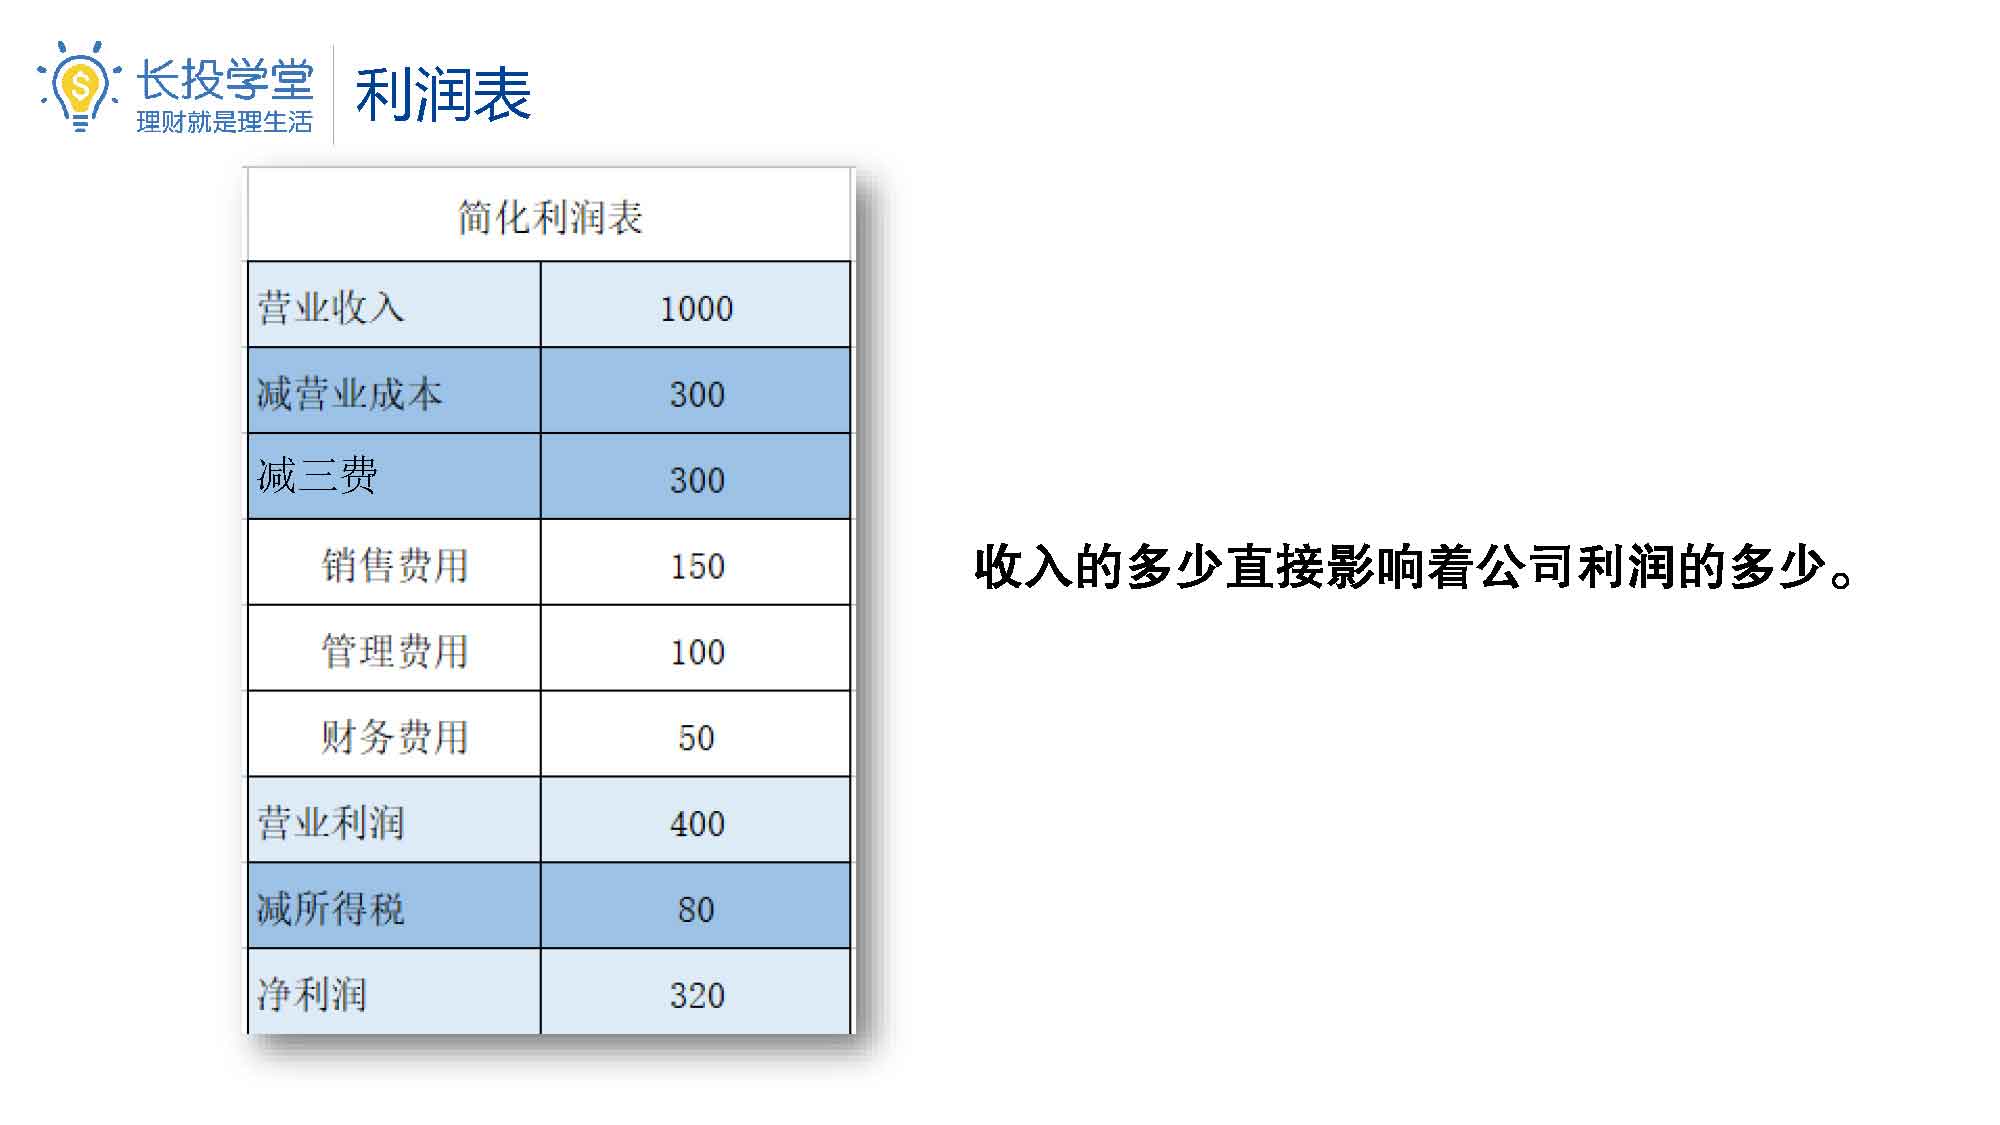 长投学堂
理财就是理生活
利润表
简化利润表
营业收入 1000
减营业成本 300
减三费 300
销售费用 150
管理费用 100
财务费用 50
营业利润 400
减所得税 80
净利润 320
收入的多少直接影响着公司利润的多少。